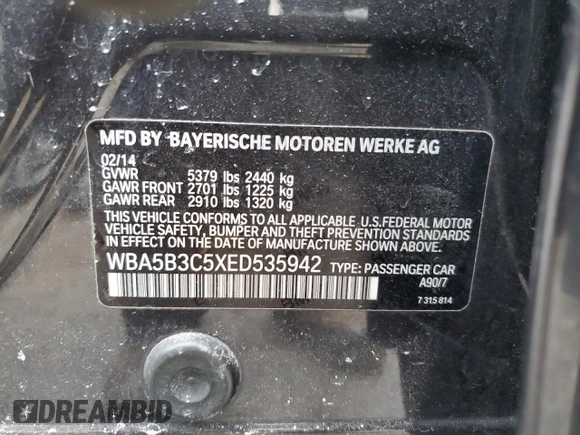 MFD BY BAYERISCHE MOTOREN WERKE AG
02/14
GVWR 5379 lbs 2440 kg
GAWR FRONT 2701 lbs 1225 kg
GAWR REAR 2910 lbs 1320 kg
THIS VEHICLE CONFORMS TO ALL APPLICABLE U.S.FEDERAL MOTOR
VEHICLE SAFETY, BUMPER AND THEFT PREVENTION STANDARDS
IN EFFECT ON THE DATE OF MANUFACTURE SHOWN ABOVE.
WBA5B3C5XED535942 TYPE: PASSENGER CAR
A90/7
7 315 814
DREAMBID